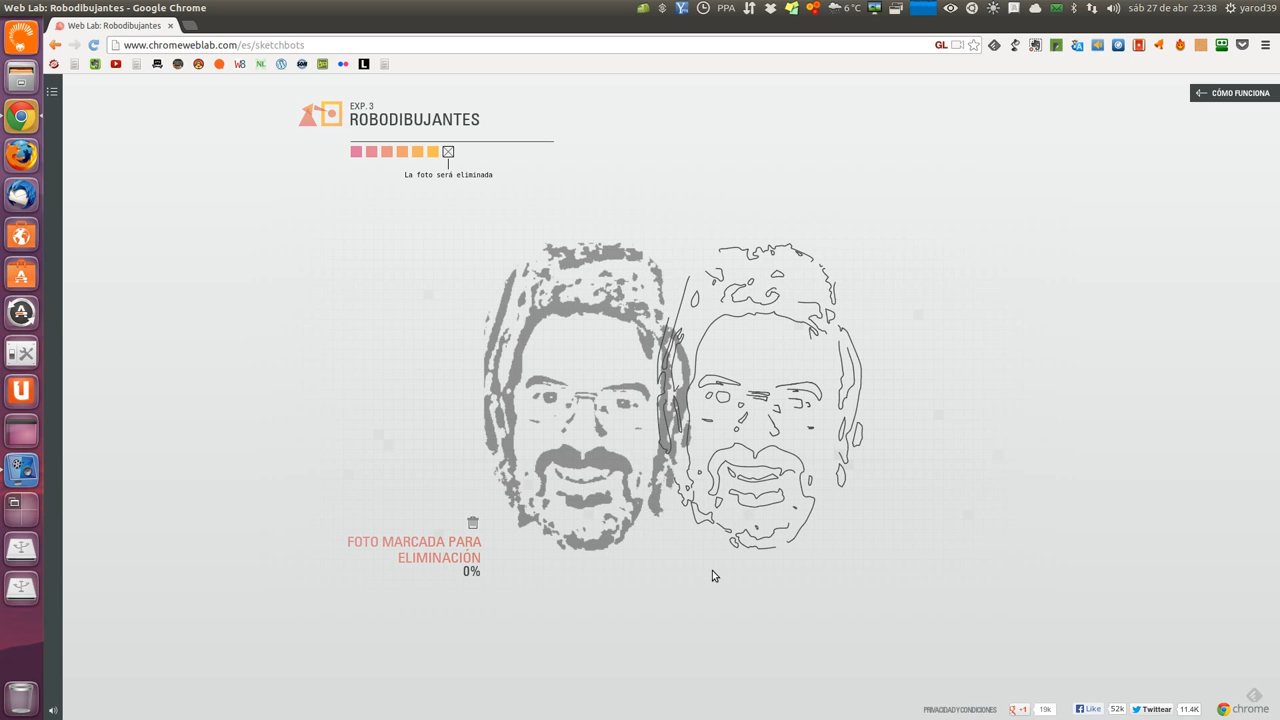 Web Lab: Robodibujantes - Google Chrome
PPA
6°C
sáb 27 de abr
23:38
yarod39
Web Lab: Robodibujantes
www.chromeweblab.com/es/sketchbots
GL
W8
NL
L
CÓMO FUNCIONA
EXP. 3
ROBODIBUJANTES
La foto será eliminada
FOTO MARCADA PARA
ELIMINACIÓN
0%
PRIVACIDAD Y CONDICIONES
+1
19k
Like
52k
Twittear
11.4K
chrome